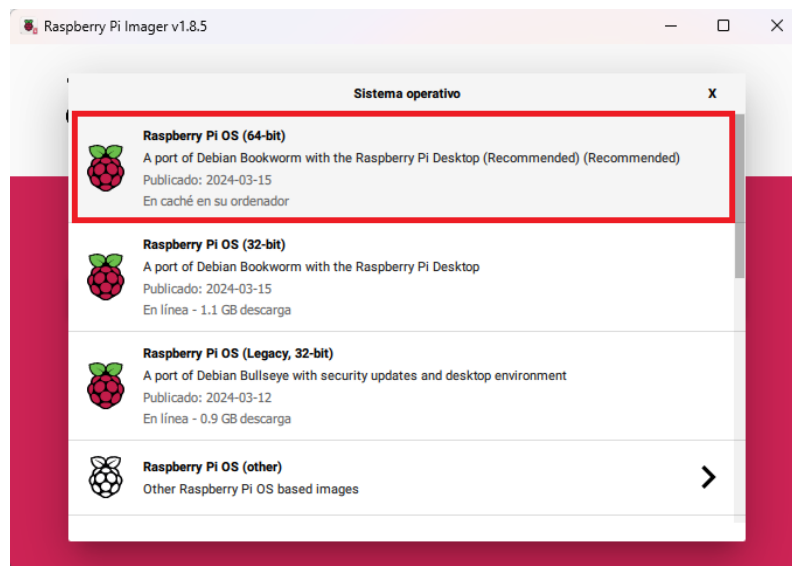 Raspberry Pi Imager v1.8.5
Sistema operativo
X
Raspberry Pi OS (64-bit)
A port of Debian Bookworm with the Raspberry Pi Desktop (Recommended) (Recommended)
Publicado: 2024-03-15
En caché en su ordenador
Raspberry Pi OS (32-bit)
A port of Debian Bookworm with the Raspberry Pi Desktop
Publicado: 2024-03-15
En línea - 1.1 GB descarga
Raspberry Pi OS (Legacy, 32-bit)
A port of Debian Bullseye with security updates and desktop environment
Publicado: 2024-03-12
En línea - 0.9 GB descarga
Raspberry Pi OS (other)
Other Raspberry Pi OS based images